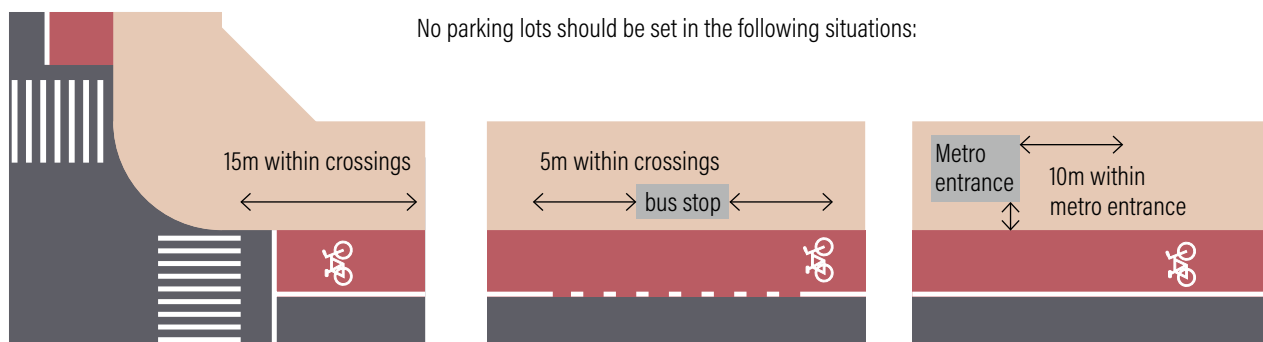 No parking lots should be set in the following situations:
15m within crossings
5m within crossings
bus stop
Metro
entrance
10m within
metro entrance